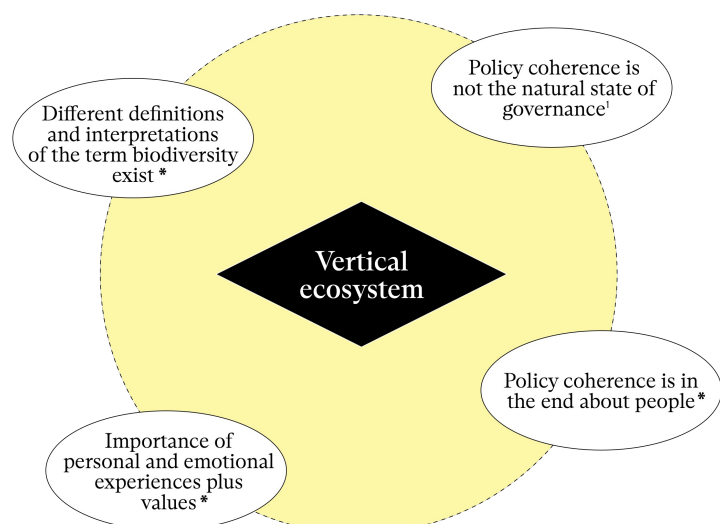 Policy coherence is
not the natural state of
governance¹
Different definitions
and interpretations
of the term biodiversity
exist *
Vertical
ecosystem
Policy coherence is in
the end about people*
Importance of
personal and emotional
experiences plus
values *